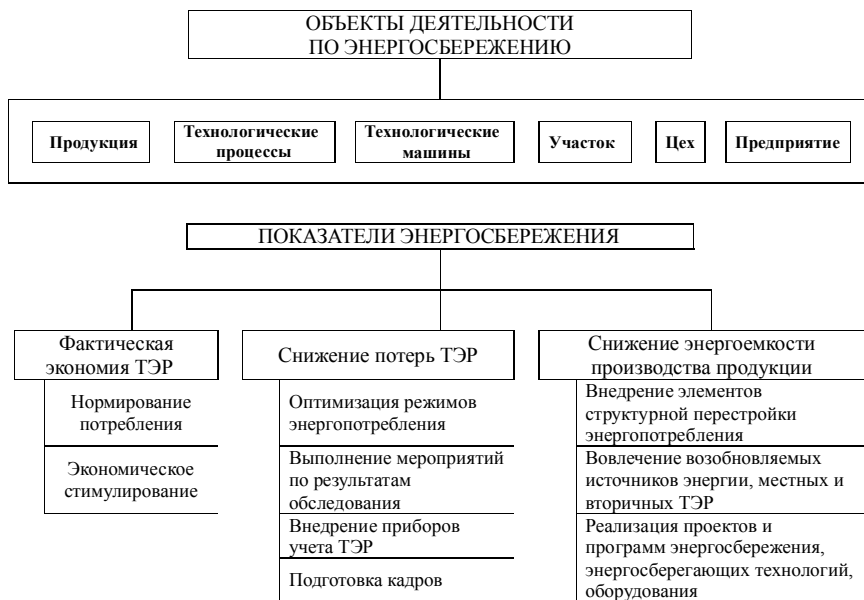 ОБЪЕКТЫ ДЕЯТЕЛЬНОСТИ
ПО ЭНЕРГОСБЕРЕЖЕНИЮ
Продукция
Технологические
процессы
Технологические
машины
Участок
Цех
Предприятие
ПОКАЗАТЕЛИ ЭНЕРГОСБЕРЕЖЕНИЯ
Фактическая
экономия ТЭР
Нормирование
потребления
Экономическое
стимулирование
Снижение потерь ТЭР
Оптимизация режимов
энергопотребления
Выполнение мероприятий
по результатам
обследования
Внедрение приборов
учета ТЭР
Подготовка кадров
Снижение энергоемкости
производства продукции
Внедрение элементов
структурной перестройки
энергопотребления
Вовлечение возобновляемых
источников энергии, местных и
вторичных ТЭР
Реализация проектов и
программ энергосбережения,
энергосберегающих технологий,
оборудования